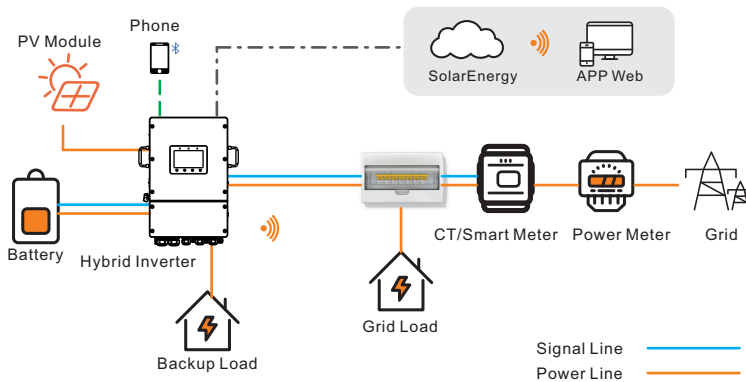 Phone
PV Module
SolarEnergy
APP Web
Battery
Hybrid Inverter
CT/Smart Meter
Power Meter
Grid
Grid Load
Backup Load
Signal Line
Power Line